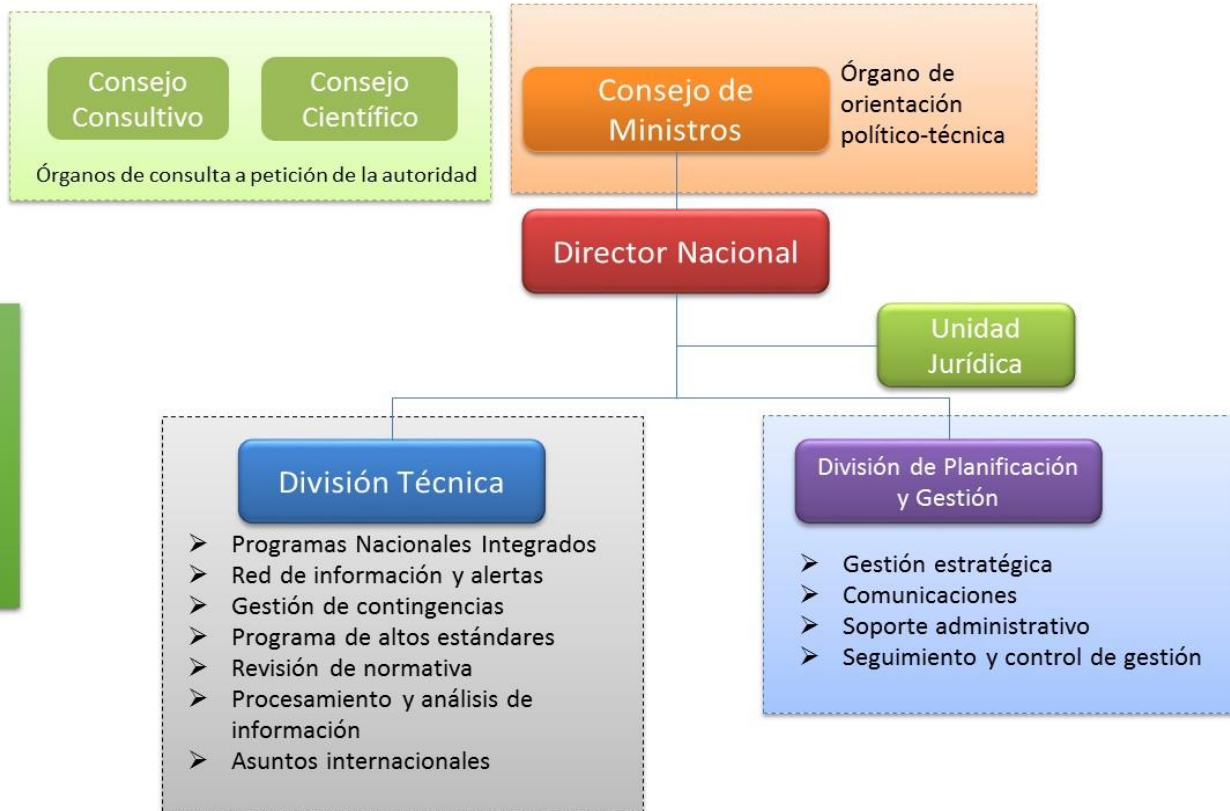 Consejo
Consultivo
Consejo
Científico
Órganos de consulta a petición de la autoridad
Consejo de
Ministros
Órgano de
orientación
político-técnica
Director Nacional
Unidad
Jurídica
División Técnica
➢ Programas Nacionales Integrados
➢ Red de información y alertas
➢ Gestión de contingencias
➢ Programa de altos estándares
➢ Revisión de normativa
➢ Procesamiento y análisis de
información
➢ Asuntos internacionales
División de Planificación
y Gestión
➢ Gestión estratégica
➢ Comunicaciones
➢ Soporte administrativo
➢ Seguimiento y control de gestión